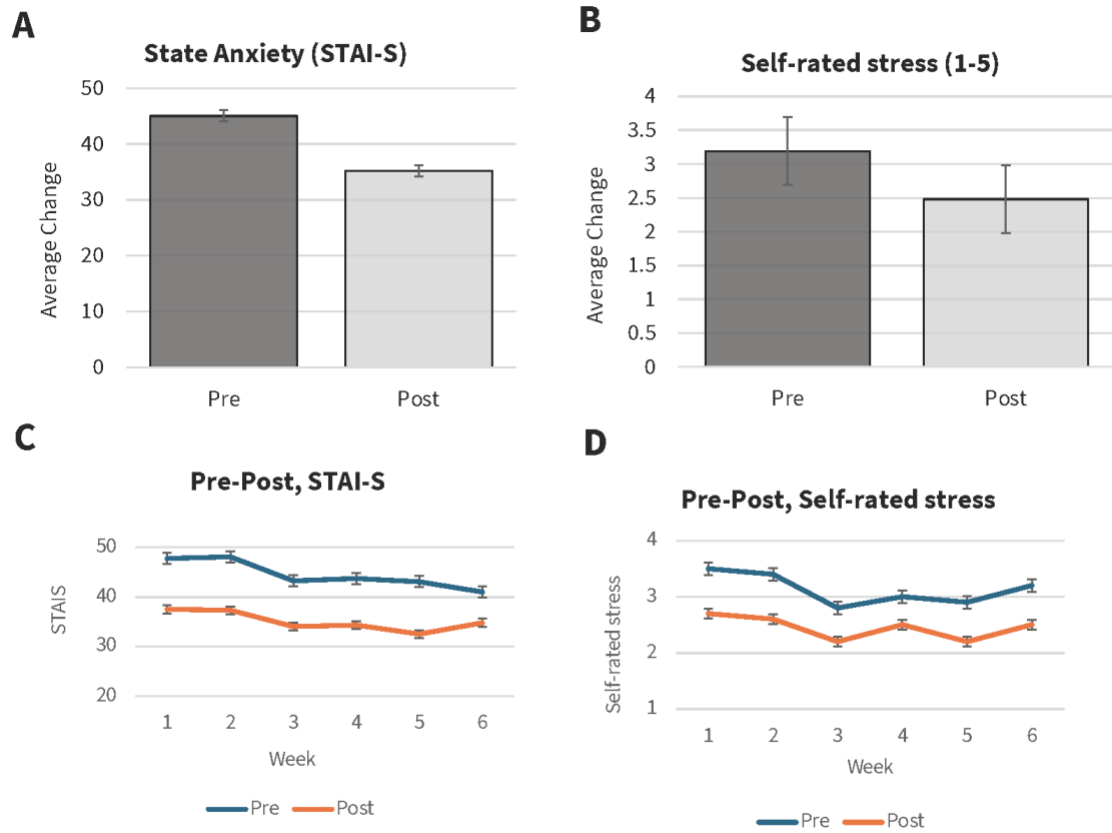 A
State Anxiety (STAI-S)
Average Change
50
40
30
20
10
0
Pre
Post
B
Self-rated stress (1-5)
Average Change
4
3.5
3
2.5
2
1.5
1
0.5
0
Pre
Post
C
Pre-Post, STAI-S
STAIS
50
40
30
20
1
2
3
4
5
6
Week
Pre
Post
D
Pre-Post, Self-rated stress
Self-rated stress
4
3
2
1
1
2
3
4
5
6
Week
Pre
Post